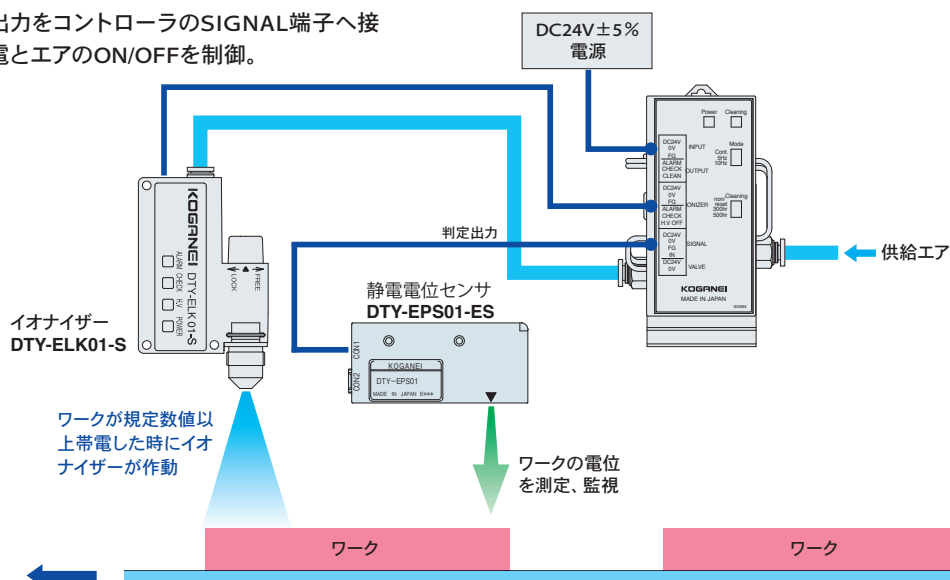 出力をコントローラのSIGNAL端子へ接
電とエアのON/OFFを制御。
DC24V±5%
電源
Power Cleaning
Mode
Cont.
5Hz
10Hz
DC24V
0V
FG
INPUT
ALARM
CHECK
CLEAN
OUTPUT
DC24V
0V
FG
ONIZER
ALARM
CHECK
H.V OFF
Cleaning
non/
reset
300hr
500hr
DC24V
0V
FG
IN
SIGNAL
DC24V
0V
VALVE
KOGANEI
MADE IN JAPAN
供給エア
判定出力
KOGANEI DTY-ELK01-S
ALARM CHECK H.V POWER
LOCK FREE
イオナイザー
DTY-ELK01-S
静電電位センサ
DTY-EPS01-ES
CON1
CON2
KOGANEI
DTY-EPS01
MADE IN JAPAN E***
ワークが規定数値以
上帯電した時にイオ
ナイザーが作動
ワークの電位
を測定、監視
ワーク
ワーク